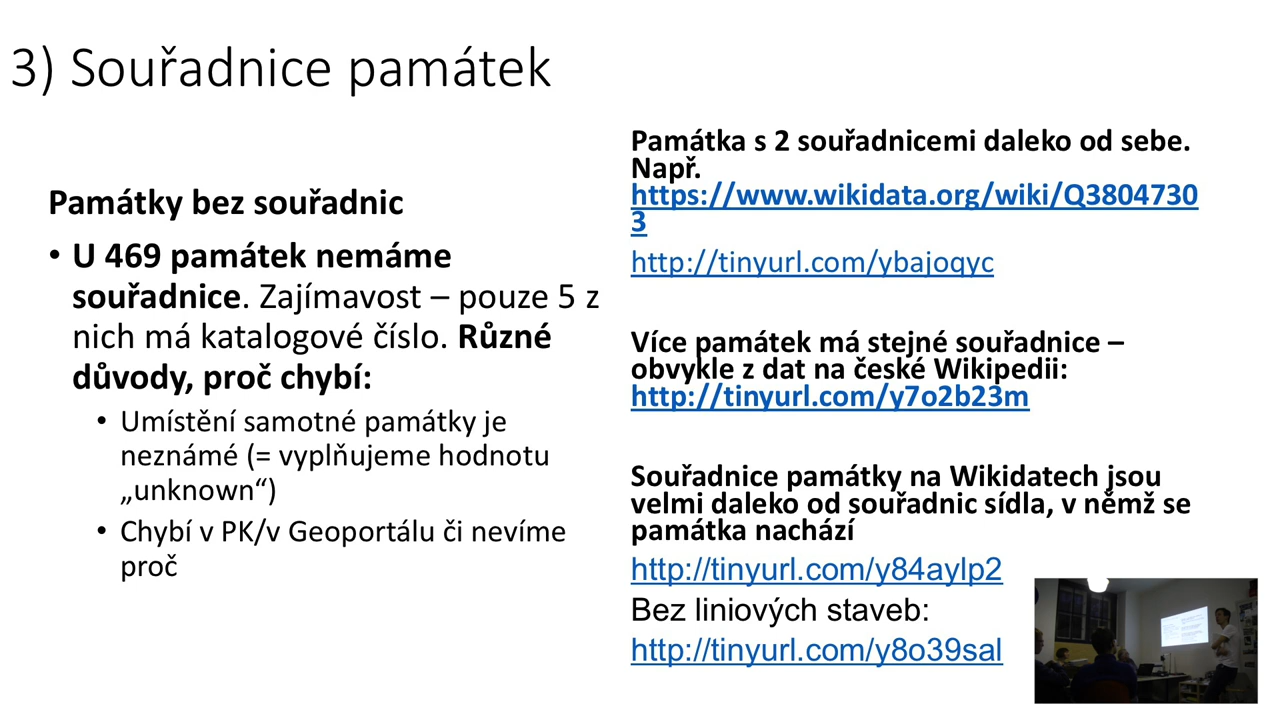 3) Souřadnice památek
Památky bez souřadnic
• U 469 památek nemáme
souřadnice. Zajímavost – pouze 5 z
nich má katalogové číslo. Různé
důvody, proč chybí:
• Umístění samotné památky je
neznámé (= vyplňujeme hodnotu
„unknown“)
• Chybí v PK/v Geoportálu či nevíme
proč
Památka s 2 souřadnicemi daleko od sebe.
Např.
https://www.wikidata.org/wiki/Q3804730
3
http://tinyurl.com/ybajoqyc
Více památek má stejné souřadnice –
obvykle z dat na české Wikipedii:
http://tinyurl.com/y7o2b23m
Souřadnice památky na Wikidatech jsou
velmi daleko od souřadnic sídla, v němž se
památka nachází
http://tinyurl.com/y84aylp2
Bez liniových staveb:
http://tinyurl.com/y8o39sal